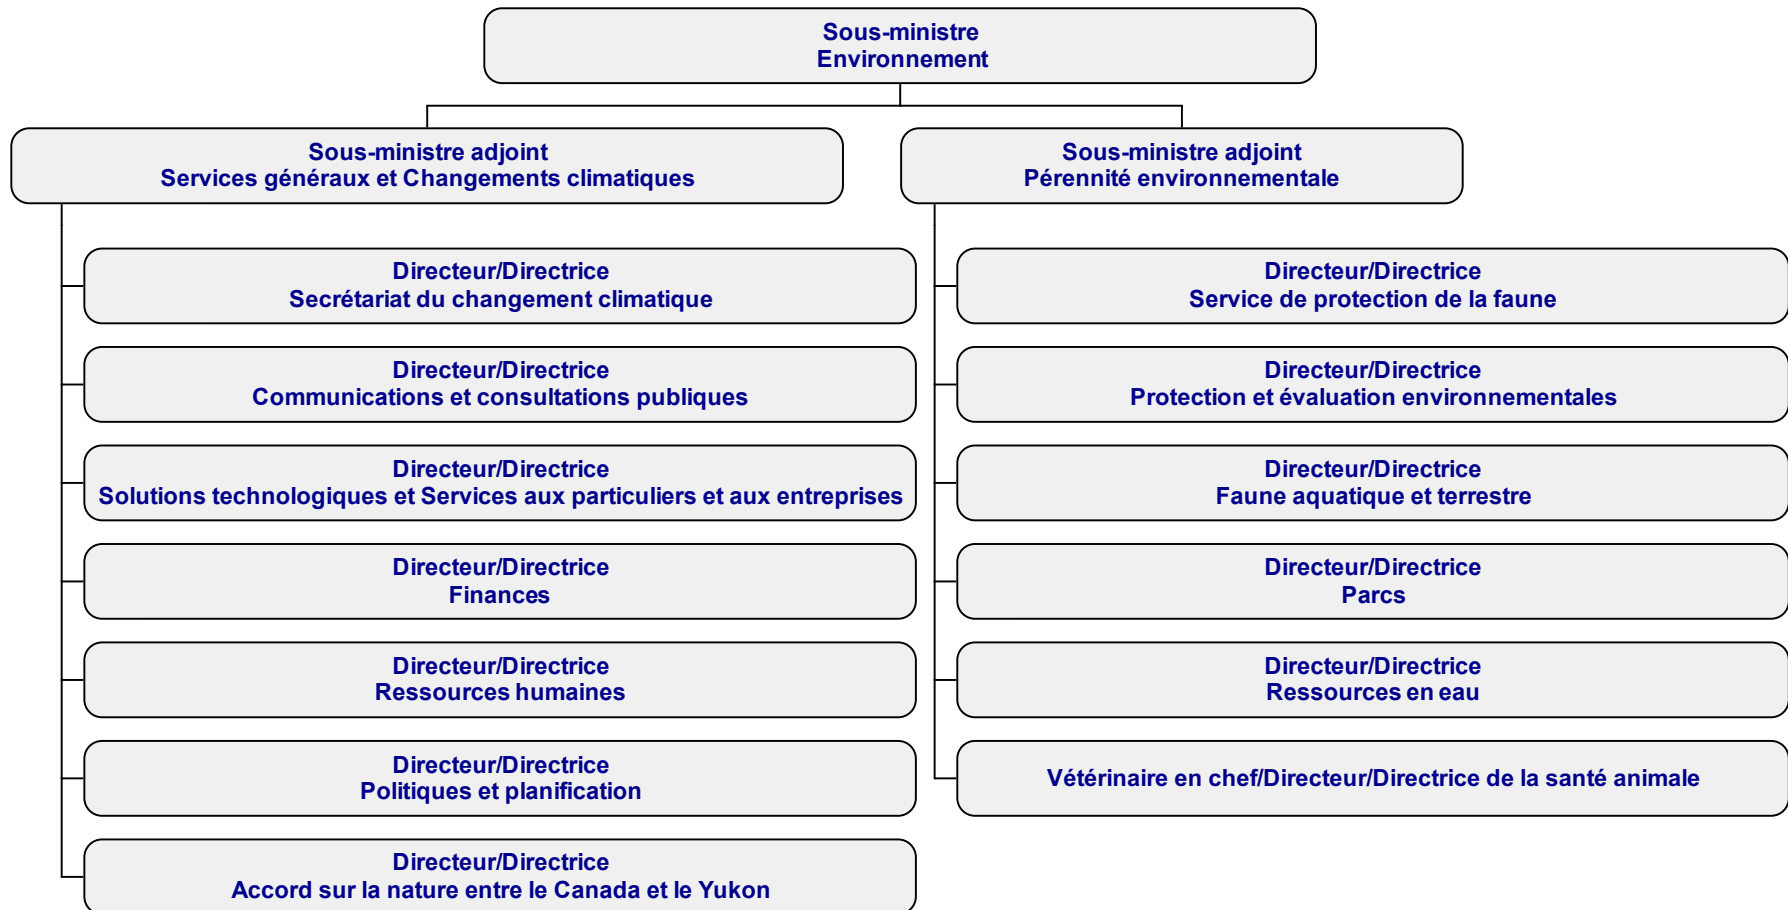 Sous-ministre
Environnement
Sous-ministre adjoint
Services généraux et Changements climatiques
Directeur/Directrice
Secrétariat du changement climatique
Directeur/Directrice
Communications et consultations publiques
Directeur/Directrice
Solutions technologiques et Services aux particuliers et aux entreprises
Directeur/Directrice
Finances
Directeur/Directrice
Ressources humaines
Directeur/Directrice
Politiques et planification
Directeur/Directrice
Accord sur la nature entre le Canada et le Yukon
Sous-ministre adjoint
Pérennité environnementale
Directeur/Directrice
Service de protection de la faune
Directeur/Directrice
Protection et évaluation environnementales
Directeur/Directrice
Faune aquatique et terrestre
Directeur/Directrice
Parcs
Directeur/Directrice
Ressources en eau
Vétérinaire en chef/Directeur/Directrice de la santé animale